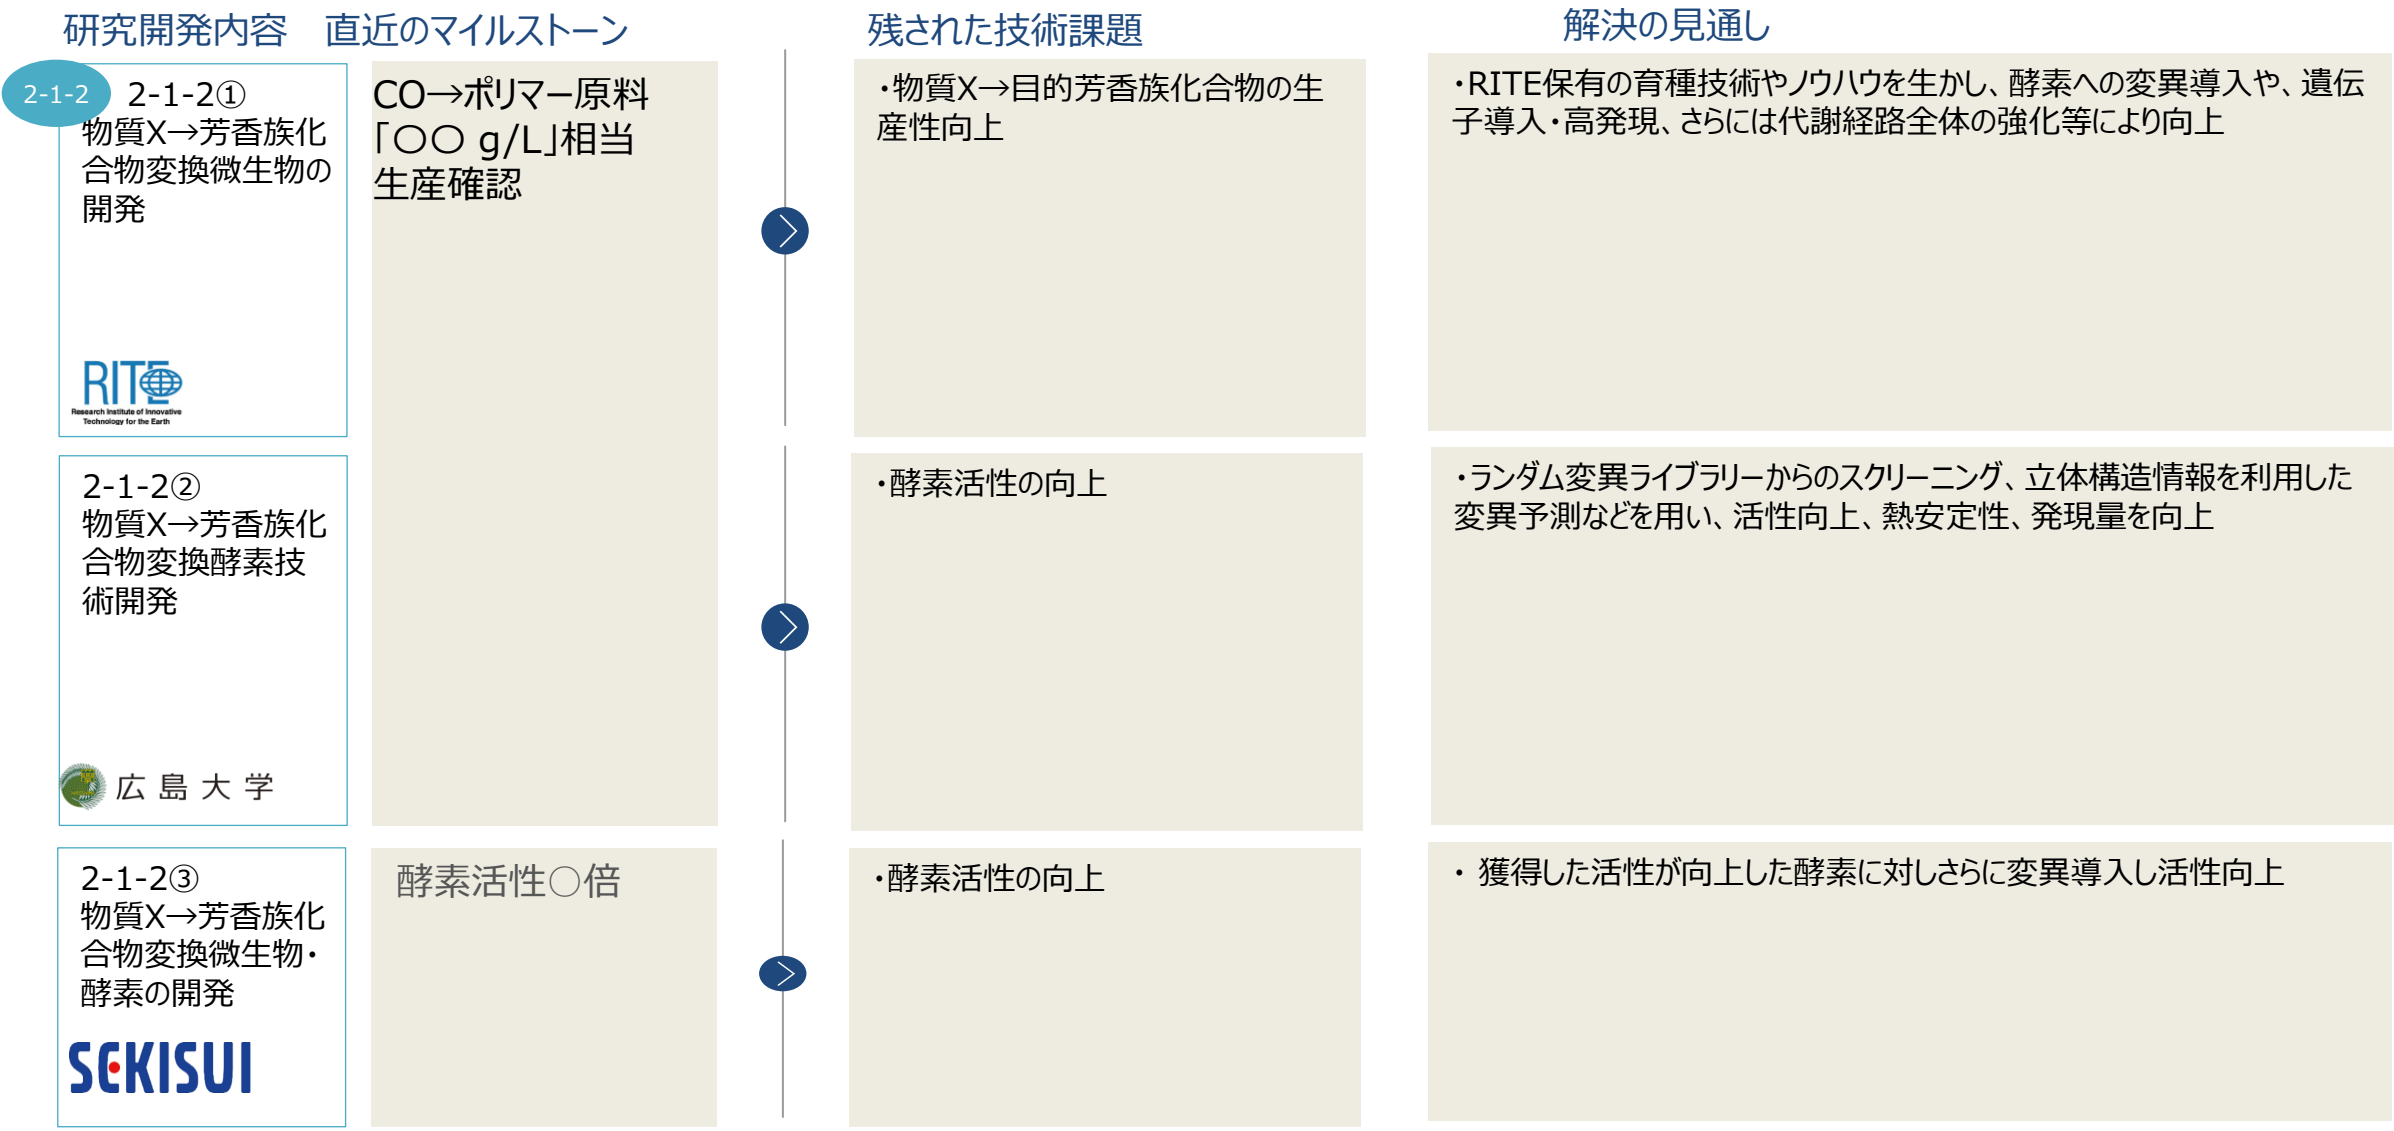 研究開発内容 直近のマイルストーン 残された技術課題 解決の見通し
2-1-2
2-1-2①
物質X→芳香族化
合物変換微生物の
開発
RITE
Research Institute of Innovative
Technology for the Earth
CO→ポリマー原料
「〇〇 g/L」相当
生産確認
・物質X→目的芳香族化合物の生
産性向上
・RITE保有の育種技術やノウハウを生かし、酵素への変異導入や、遺伝
子導入・高発現、さらには代謝経路全体の強化等により向上
2-1-2②
物質X→芳香族化
合物変換酵素技
術開発
広島大学
・酵素活性の向上
・ランダム変異ライブラリーからのスクリーニング、立体構造情報を利用した
変異予測などを用い、活性向上、熱安定性、発現量を向上
2-1-2③
物質X→芳香族化
合物変換微生物・
酵素の開発
SEKISUI
酵素活性○倍
・酵素活性の向上
・ 獲得した活性が向上した酵素に対しさらに変異導入し活性向上